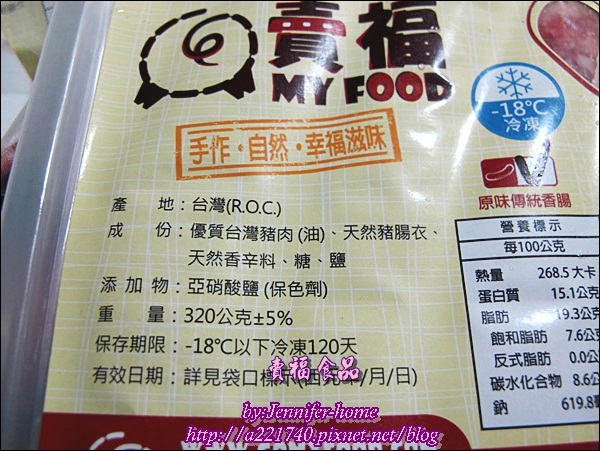 賣福
MY FOOD
手作・自然・幸福滋味
-18℃
冷凍
原味傳統香腸
產　地：台灣(R.O.C.)
成　份：優質台灣豬肉 (油)、天然豬腸衣、
天然香辛料、糖、鹽
添 加 物：亞硝酸鹽 (保色劑)
重　量：320公克±5%
保存期限：-18℃以下冷凍120天
有效日期：詳見袋口標示(西元年/月/日)
營養標示
每100公克
熱量 268.5大卡
蛋白質 15.1公
脂肪 19.3公
飽和脂肪 7.6公
反式脂肪 0.0公
碳水化合物 8.6公
鈉 619.8
賣福食品
by:Jennifer-home
http://a221740.pixnet.net/blog